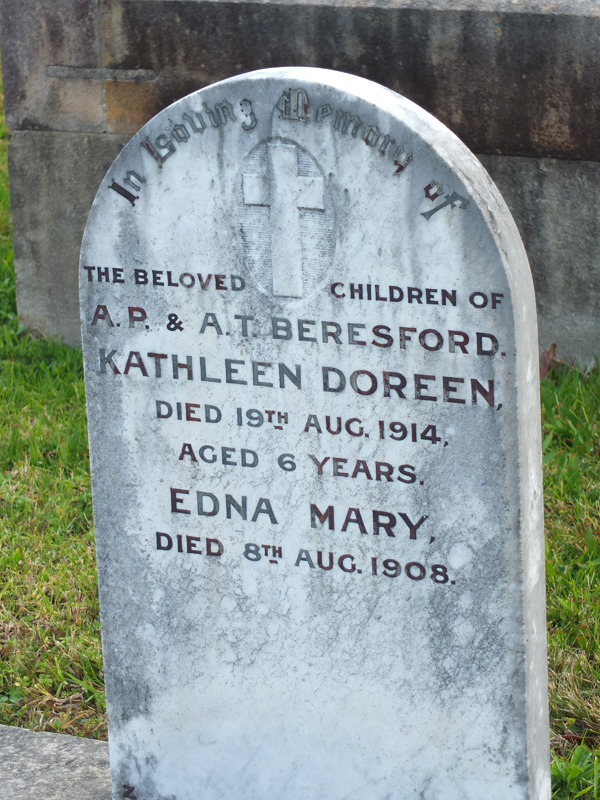 In Loving Memory of
THE BELOVED CHILDREN OF
A.P. & A.T. BERESFORD.
KATHLEEN DOREEN,
DIED 19TH AUG. 1914,
AGED 6 YEARS.
EDNA MARY,
DIED 8TH AUG. 1908.